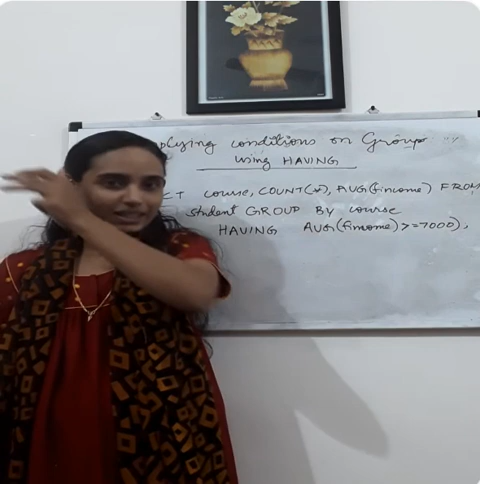 plying conditions on Group
using HAVING
CT course, COUNT(*), AVG(fincome) FROM
student GROUP BY course
HAVING AVG(fincome)>=7000);